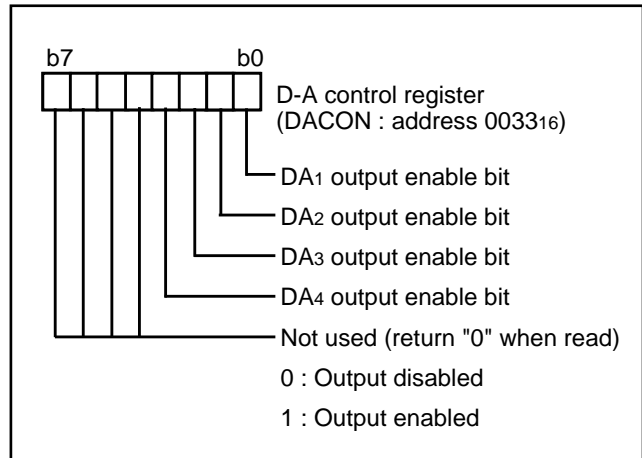 b7 b0
D-A control register
(DACON : address 003316)
DA1 output enable bit
DA2 output enable bit
DA3 output enable bit
DA4 output enable bit
Not used (return "0" when read)
0 : Output disabled
1 : Output enabled